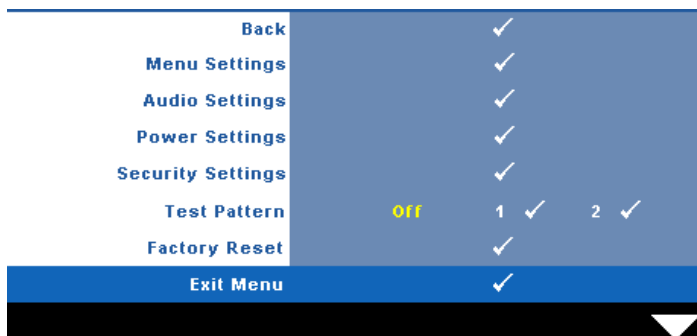 Back ✓
Menu Settings ✓
Audio Settings ✓
Power Settings ✓
Security Settings ✓
Test Pattern Off 1 ✓ 2 ✓
Factory Reset ✓
Exit Menu ✓